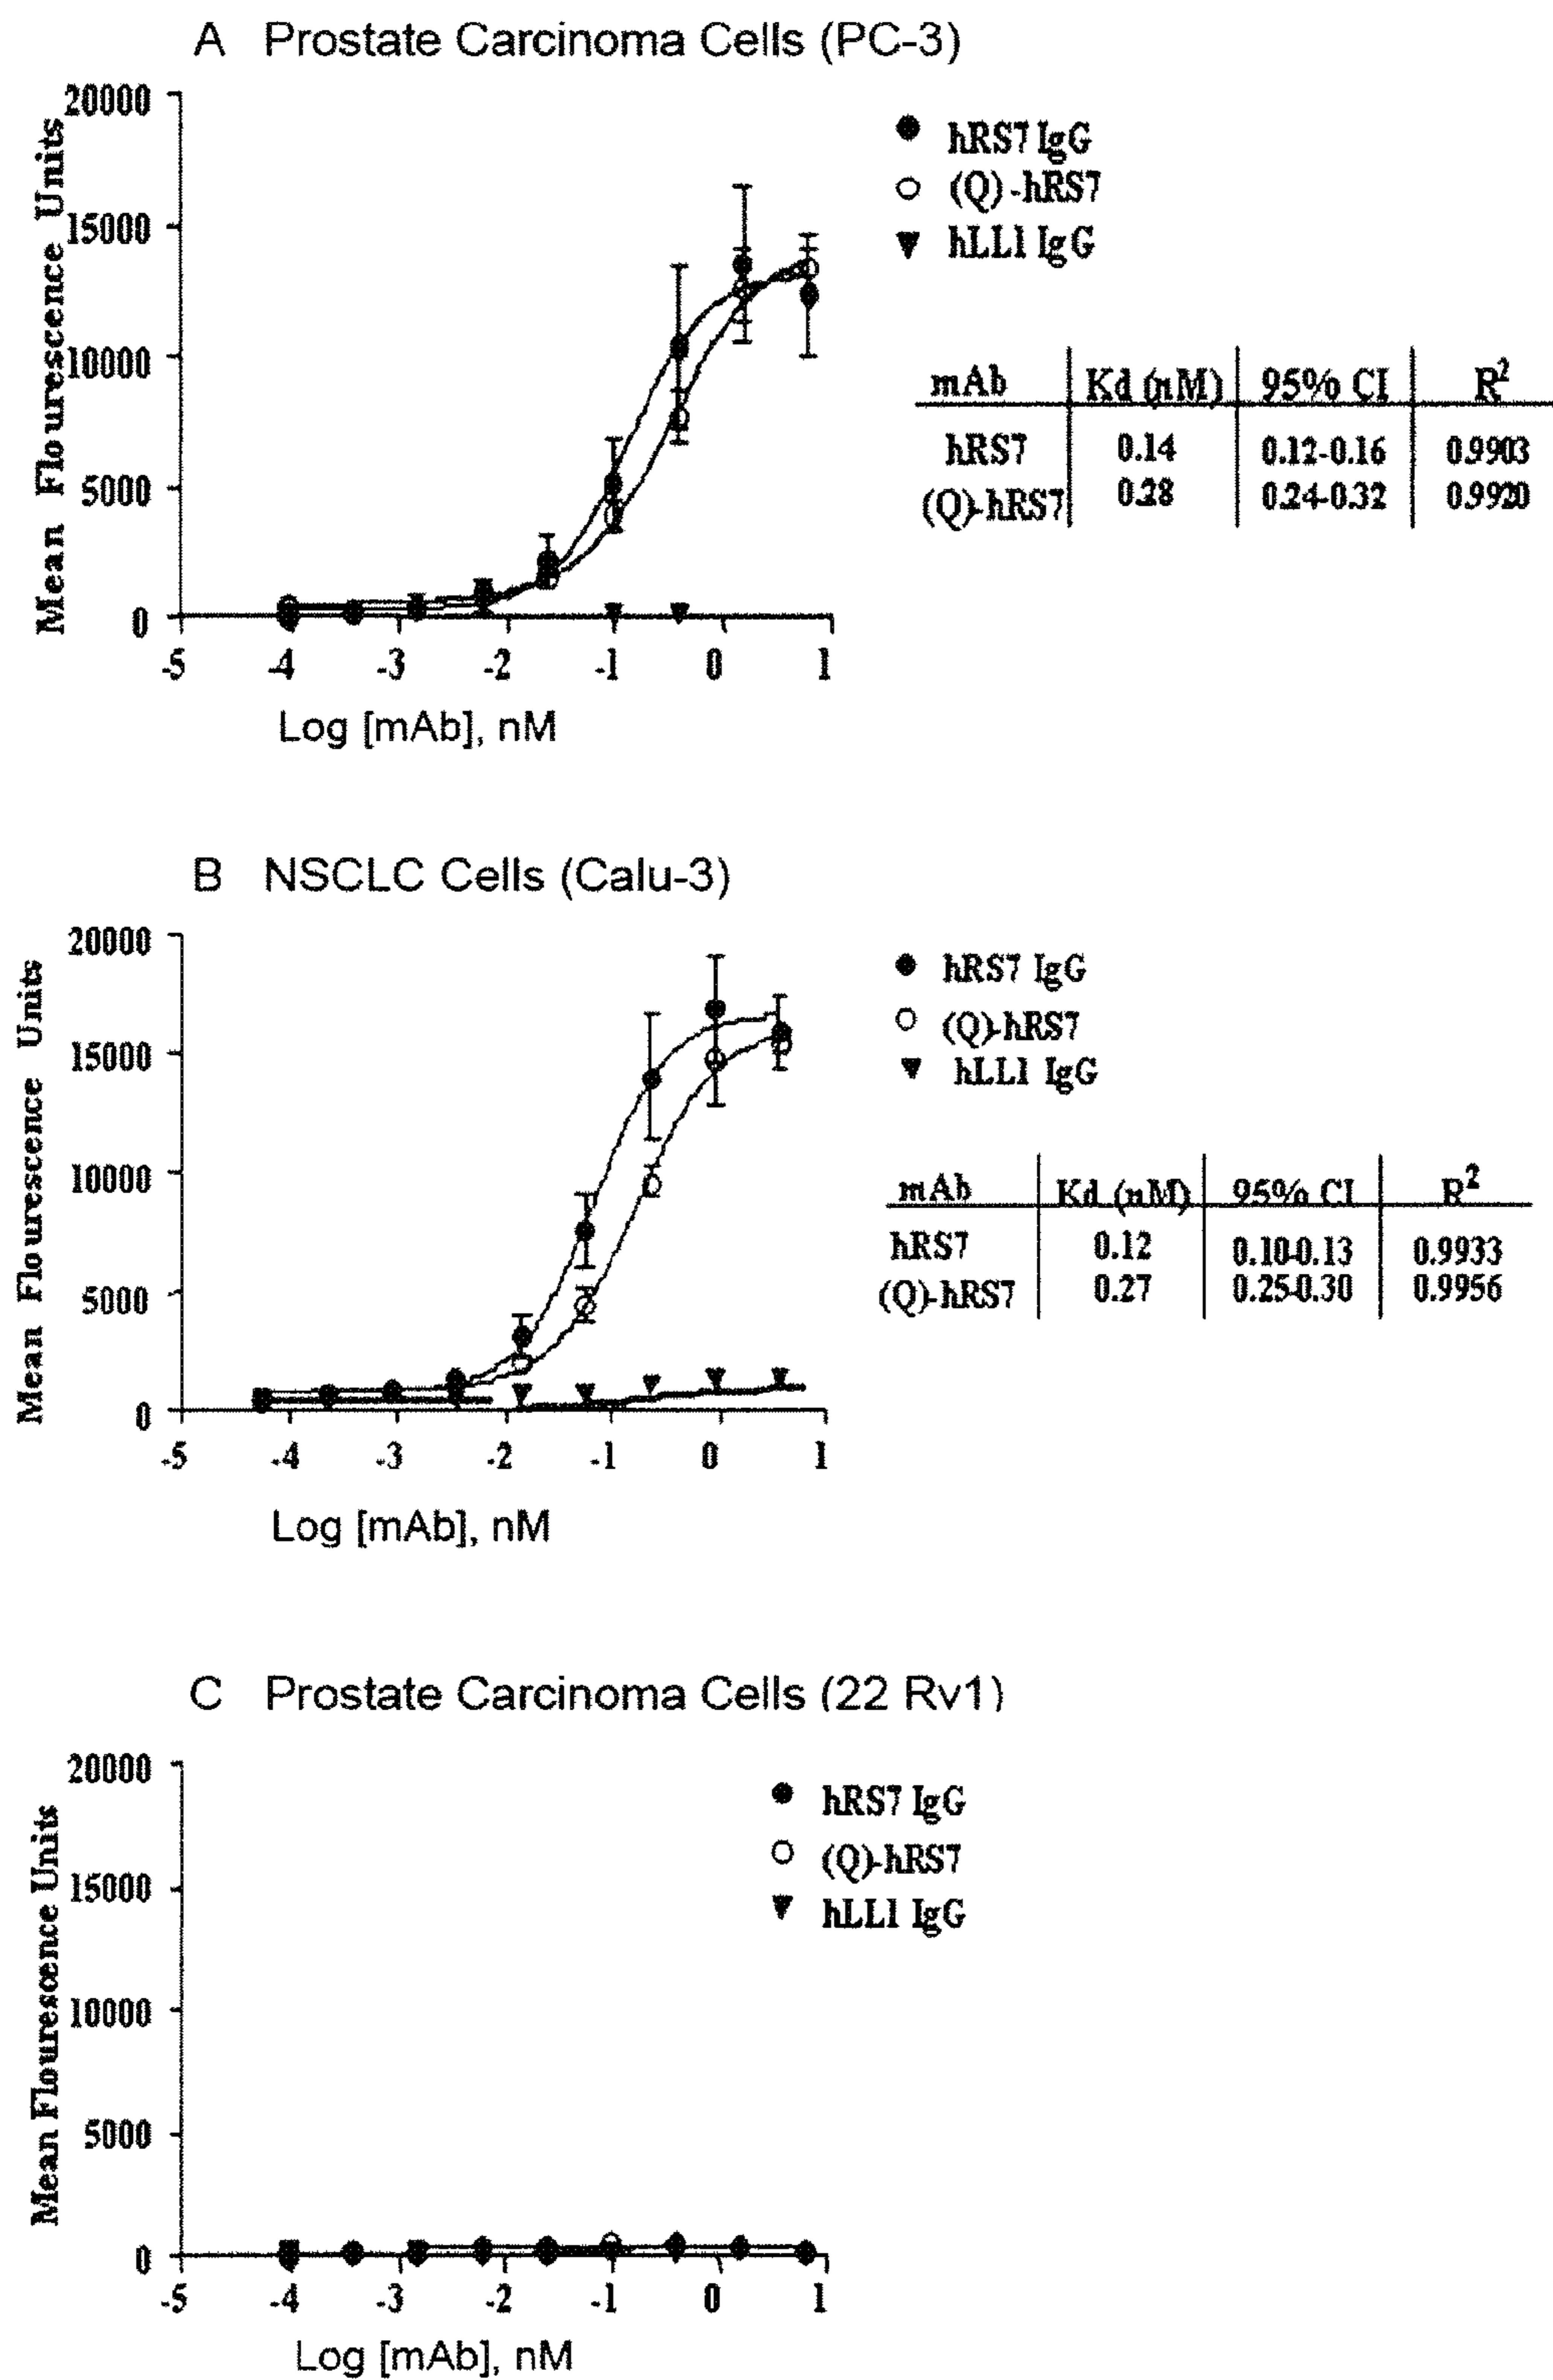 A Prostate Carcinoma Cells (PC-3)
Mean Flourescence Units
20000
15000
10000
5000
0
-5 -4 -3 -2 -1 0 1
Log [mAb], nM
hRS7 IgG
(Q)-hRS7
hLL1 IgG
mAb Kd (nM) 95% CI R²
hRS7 0.14 0.12-0.16 0.9903
(Q)-hRS7 0.28 0.24-0.32 0.9920
B NSCLC Cells (Calu-3)
Mean Flourescence Units
20000
15000
10000
5000
0
-5 -4 -3 -2 -1 0 1
Log [mAb], nM
hRS7 IgG
(Q)-hRS7
hLL1 IgG
mAb Kd (nM) 95% CI R²
hRS7 0.12 0.10-0.13 0.9933
(Q)-hRS7 0.27 0.25-0.30 0.9956
C Prostate Carcinoma Cells (22 Rv1)
Mean Flourescence Units
20000
15000
10000
5000
0
-5 -4 -3 -2 -1 0 1
Log [mAb], nM
hRS7 IgG
(Q)-hRS7
hLL1 IgG